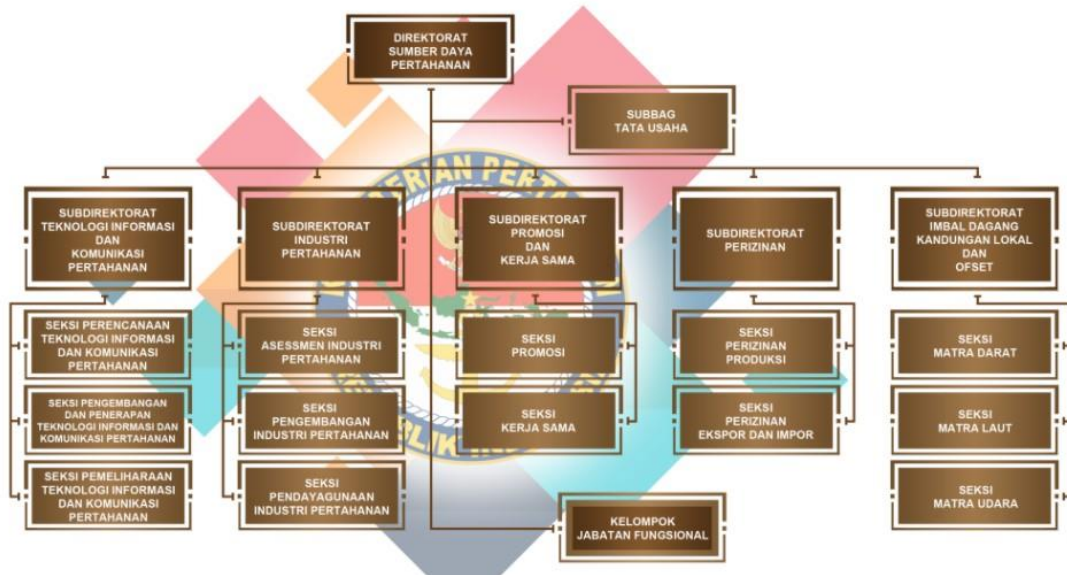 DIREKTORAT
SUMBER DAYA
PERTAHANAN
SUBBAG
TATA USAHA
SUBDIREKTORAT
TEKNOLOGI INFORMASI
DAN
KOMUNIKASI
PERTAHANAN
SUBDIREKTORAT
INDUSTRI
PERTAHANAN
SUBDIREKTORAT
PROMOSI
DAN
KERJA SAMA
SUBDIREKTORAT
PERIZINAN
SUBDIREKTORAT
IMBAL DAGANG
KANDUNGAN LOKAL
DAN
OFSET
SEKSI PERENCANAAN
TEKNOLOGI INFORMASI
DAN KOMUNIKASI
PERTAHANAN
SEKSI
ASESSMEN INDUSTRI
PERTAHANAN
SEKSI
PROMOSI
SEKSI
PERIZINAN
PRODUKSI
SEKSI
MATRA DARAT
SEKSI PENGEMBANGAN
DAN PENERAPAN
TEKNOLOGI INFORMASI DAN
KOMUNIKASI PERTAHANAN
SEKSI
PENGEMBANGAN
INDUSTRI PERTAHANAN
SEKSI
KERJA SAMA
SEKSI
PERIZINAN
EKSPOR DAN IMPOR
SEKSI
MATRA LAUT
SEKSI PEMELIHARAAN
TEKNOLOGI INFORMASI
DAN KOMUNIKASI
PERTAHANAN
SEKSI
PENDAYAGUNAAN
INDUSTRI PERTAHANAN
SEKSI
MATRA UDARA
KELOMPOK
JABATAN FUNGSIONAL